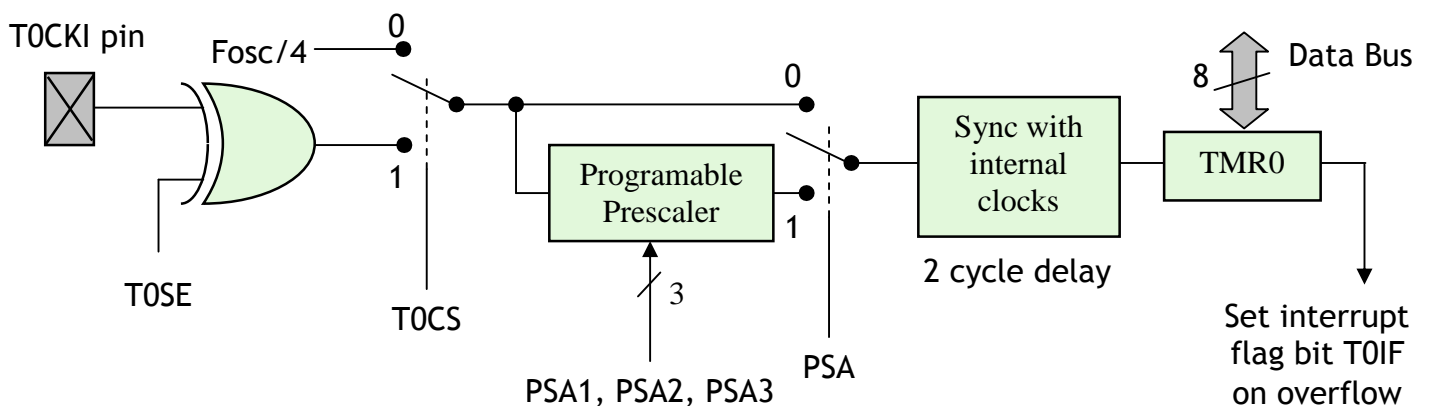 T0CKI pin
Fosc/4
0
1
T0SE
T0CS
Programable
Prescaler
3
PSA1, PSA2, PSA3
0
1
PSA
Sync with
internal
clocks
2 cycle delay
8
Data Bus
TMR0
Set interrupt
flag bit T0IF
on overflow